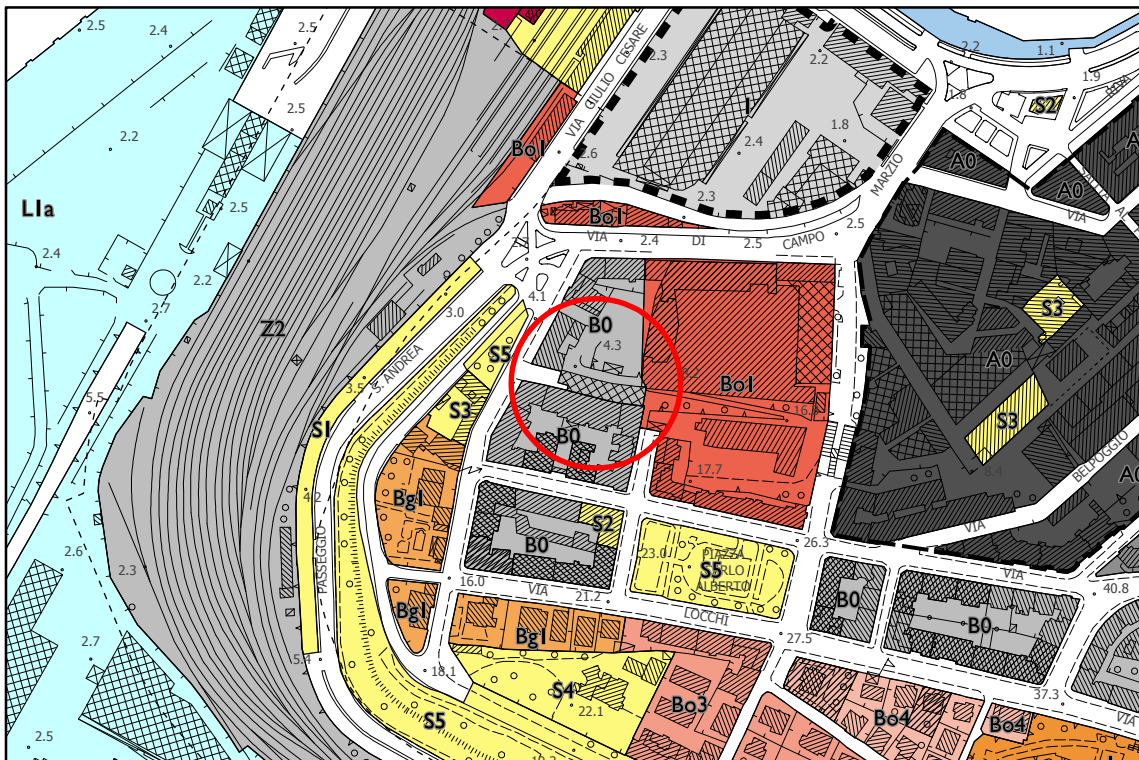 2.5
2.4
2.5
2.5
2.2
2.5
L1a
2.4
2.2
2.7
Z2
5.5
2.6
2.3
2.7
2.5
VIA GIULIO CESARE
2.3
2.2
I
1.8
2.4
2.6
2.3
Bo1
Bo1
VIA DI CAMPO MARZIO
2.4
2.5
2.5
2.2
1.1
1.9
1.8
S2
A0
A0
VIA
S3
A0
S3
8.4
VIA BELPOGGIO
4.1
3.0
3.5
PASSEGGIO S. ANDREA
S1
4.2
S5
S3
B0
4.3
Bo1
B0
17.7
Bg1
B0
S2
23.0
PIAZZA
CARLO
ALBERTO
S5
26.3
VIA
40.8
16.0
VIA LOCCHI
21.2
Bg1
Bg1
27.5
B0
B0
37.3
VIA
18.1
S4
22.1
S5
Bo3
Bo4
Bo4